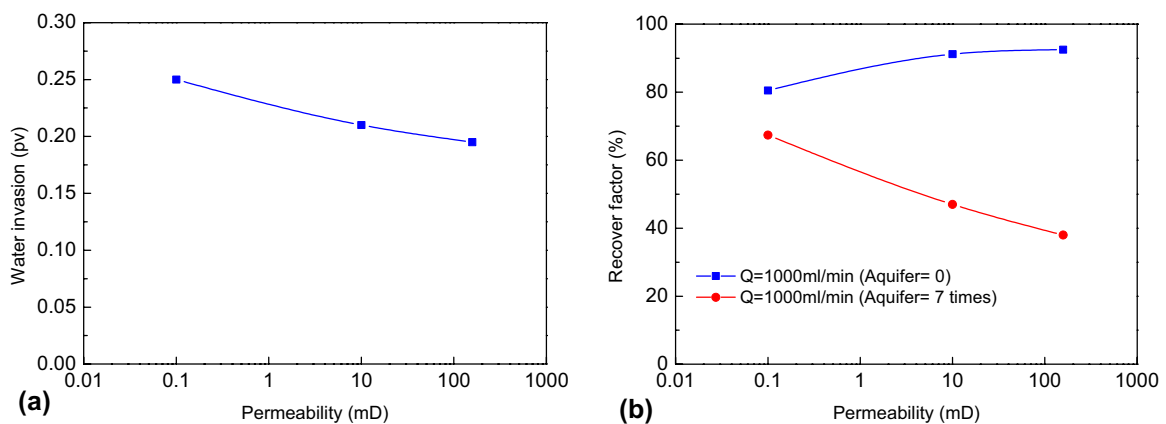 0.30
0.25
0.20
0.15
0.10
0.05
0.00
Water invasion (pv)
0.01 0.1 1 10 100 1000
Permeability (mD)
(a)
100
80
60
40
20
0
Recover factor (%)
Q=1000ml/min (Aquifer= 0)
Q=1000ml/min (Aquifer= 7 times)
0.01 0.1 1 10 100 1000
Permeability (mD)
(b)